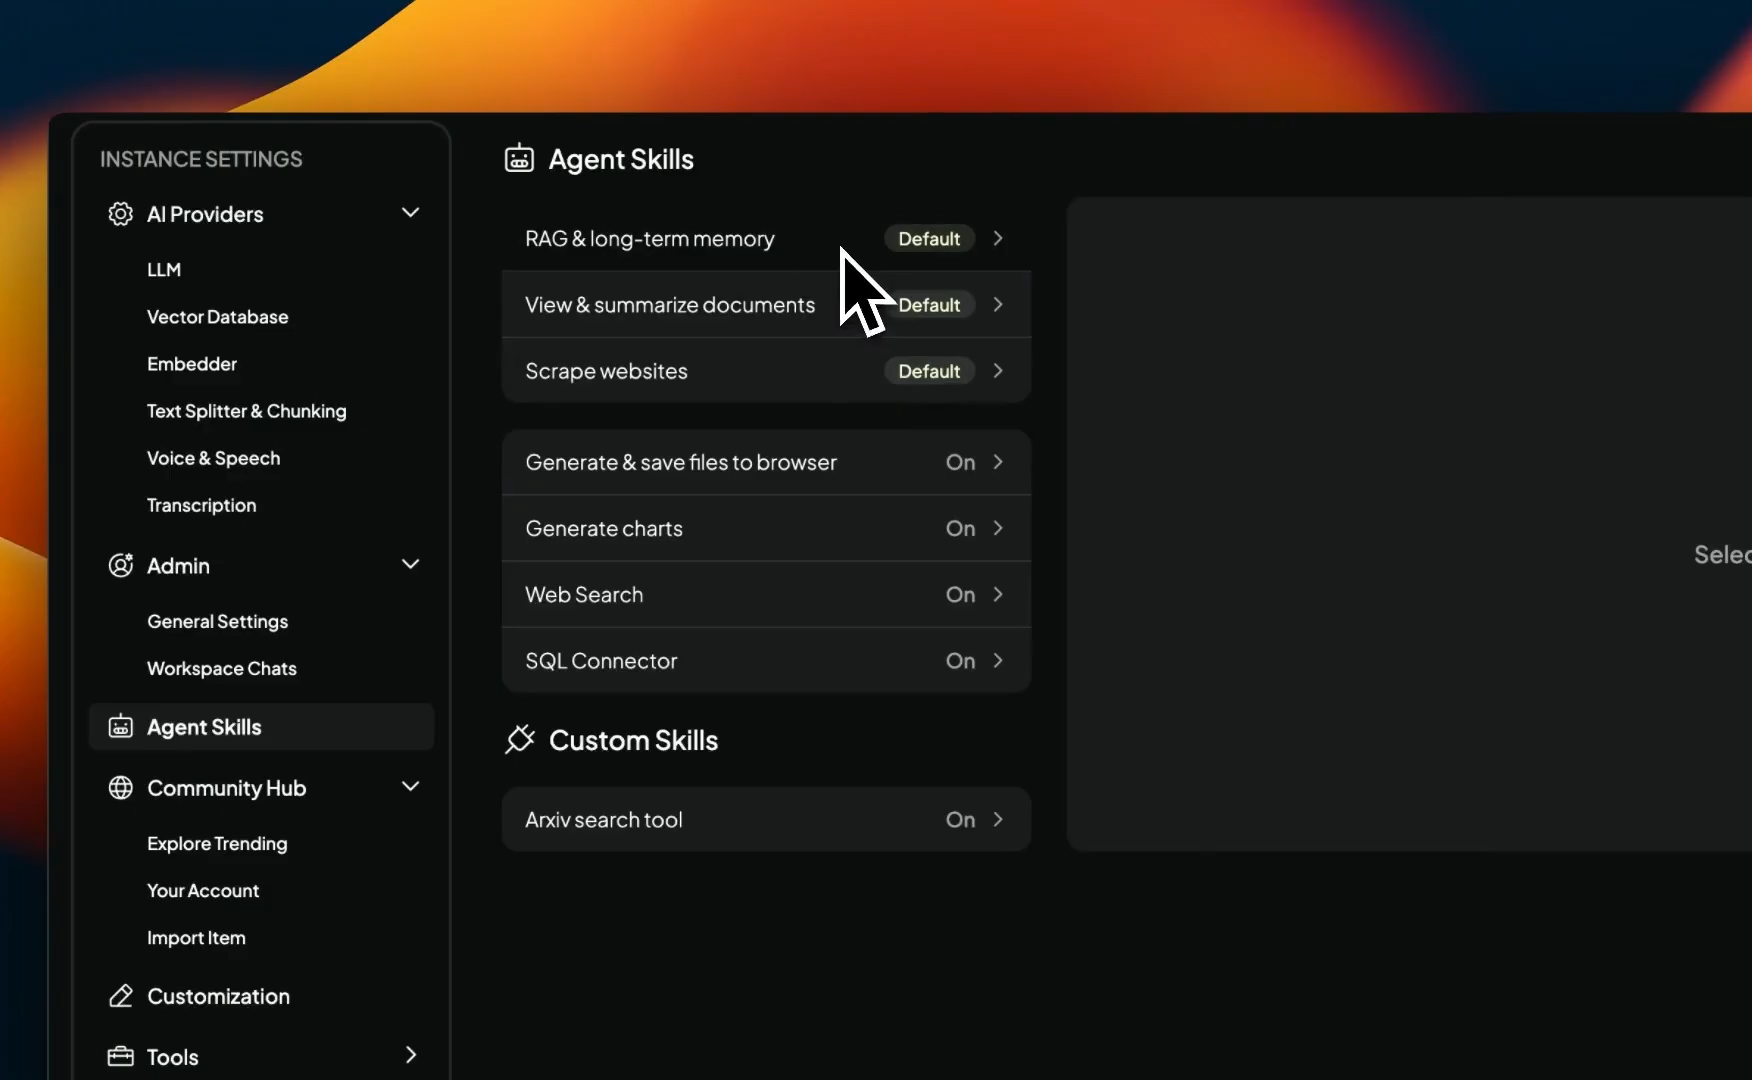 INSTANCE SETTINGS
AI Providers
LLM
Vector Database
Embedder
Text Splitter & Chunking
Voice & Speech
Transcription
Admin
General Settings
Workspace Chats
Agent Skills
Community Hub
Explore Trending
Your Account
Import Item
Customization
Tools
Agent Skills
RAG & long-term memory Default
View & summarize documents Default
Scrape websites Default
Generate & save files to browser On
Generate charts On
Web Search On
SQL Connector On
Custom Skills
Arxiv search tool On